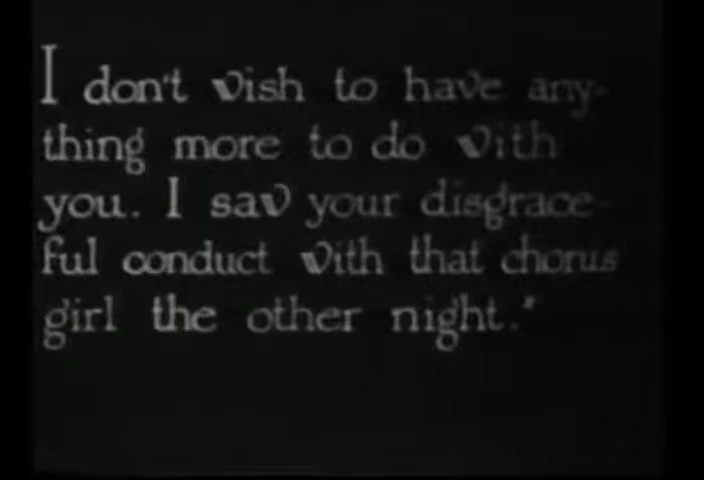 I don't wish to have any-
thing more to do with
you. I saw your disgrace-
ful conduct with that chorus
girl the other night."